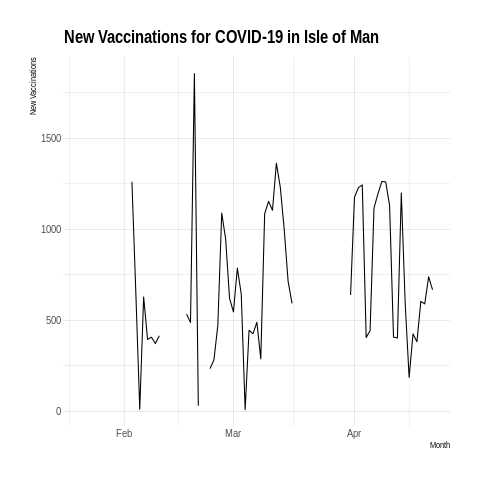 New Vaccinations for COVID-19 in Isle of Man
New Vaccinations
1500
1000
500
0
Feb
Mar
Apr
Month